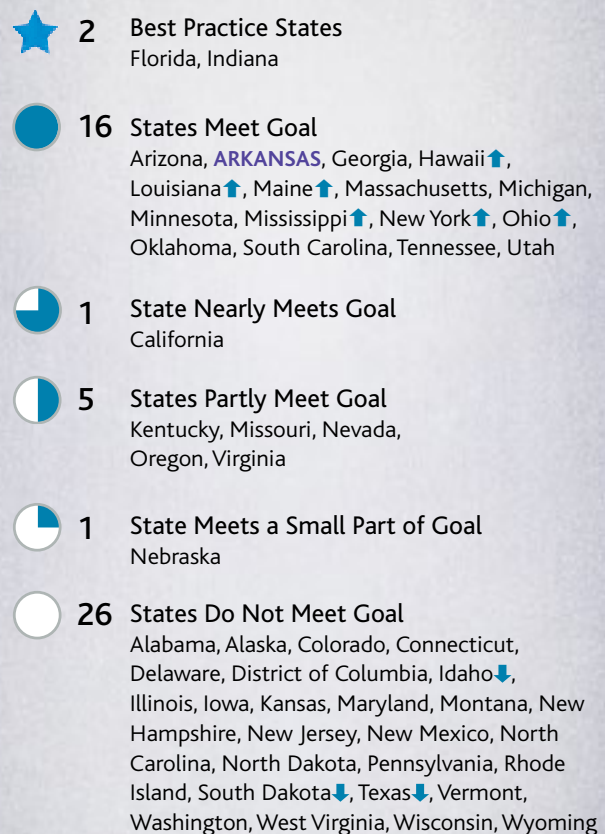 2 Best Practice States
Florida, Indiana
16 States Meet Goal
Arizona, ARKANSAS, Georgia, Hawaii⬆,
Louisiana⬆, Maine⬆, Massachusetts, Michigan,
Minnesota, Mississippi⬆, New York⬆, Ohio⬆,
Oklahoma, South Carolina, Tennessee, Utah
1 State Nearly Meets Goal
California
5 States Partly Meet Goal
Kentucky, Missouri, Nevada,
Oregon, Virginia
1 State Meets a Small Part of Goal
Nebraska
26 States Do Not Meet Goal
Alabama, Alaska, Colorado, Connecticut,
Delaware, District of Columbia, Idaho⬇,
Illinois, Iowa, Kansas, Maryland, Montana, New
Hampshire, New Jersey, New Mexico, North
Carolina, North Dakota, Pennsylvania, Rhode
Island, South Dakota⬇, Texas⬇, Vermont,
Washington, West Virginia, Wisconsin, Wyoming